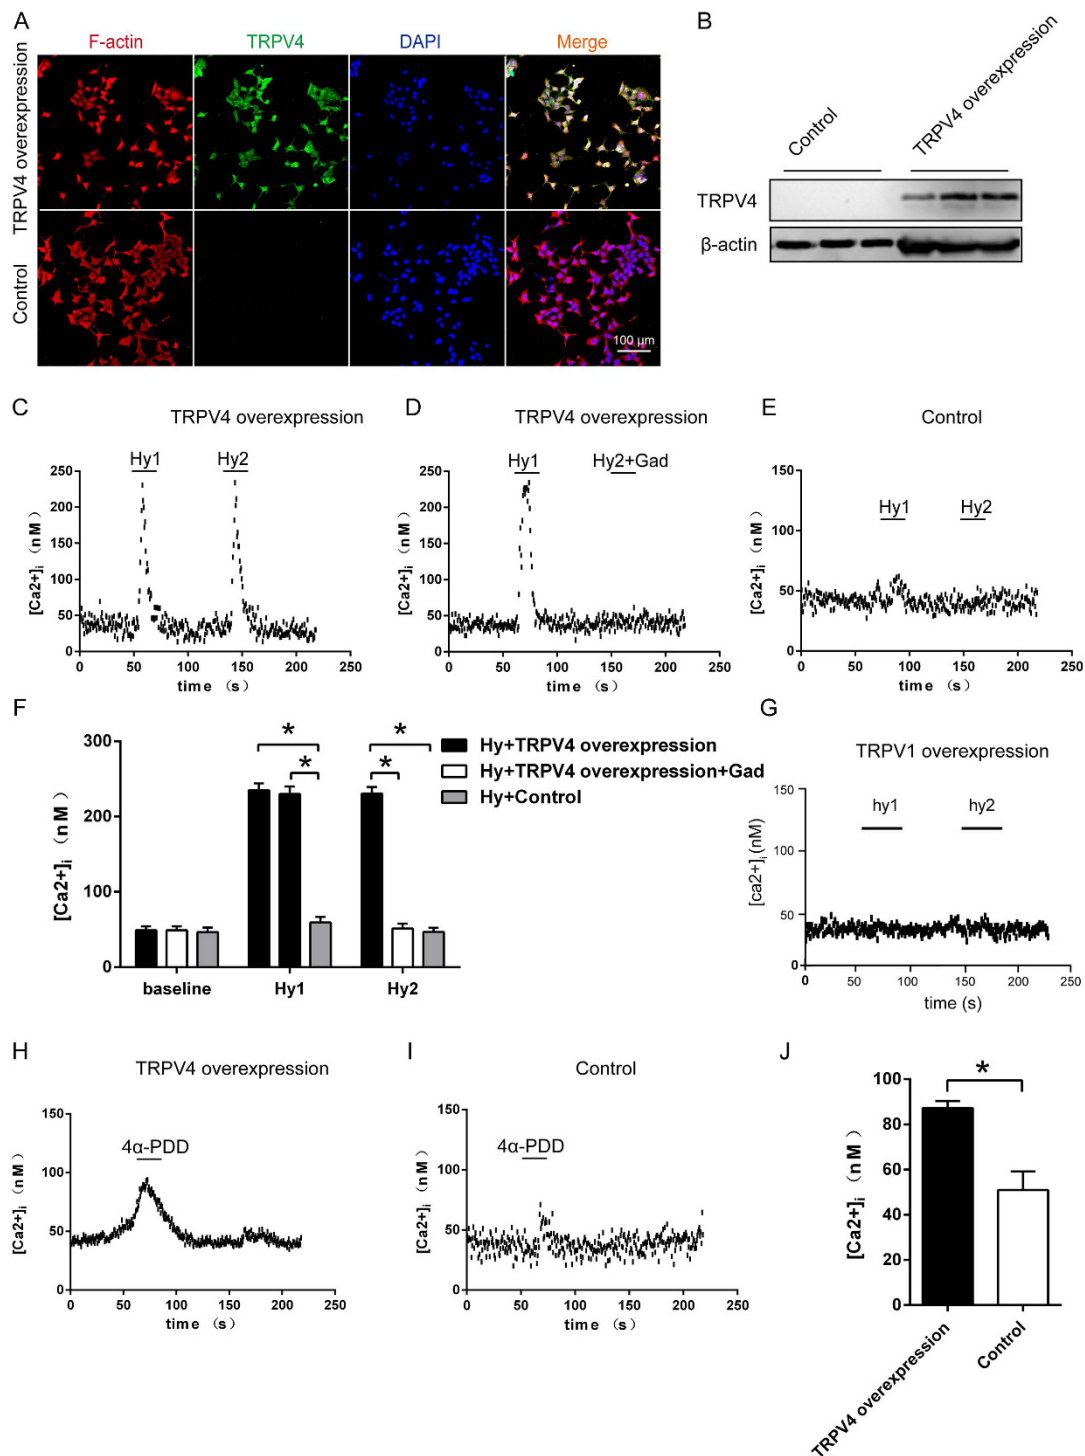 A
F-actin
TRPV4
DAPI
Merge
TRPV4 overexpression
Control
100 μm
B
Control
TRPV4 overexpression
TRPV4
β-actin
C
TRPV4 overexpression
Hy1
Hy2
250
200
150
100
50
0
[Ca2+]i (nM)
0 50 100 150 200 250
time (s)
D
TRPV4 overexpression
Hy1
Hy2+Gad
250
200
150
100
50
0
[Ca2+]i (nM)
0 50 100 150 200 250
time (s)
E
Control
Hy1
Hy2
150
100
50
0
[Ca2+]i (nM)
0 50 100 150 200 250
time (s)
F
300
200
100
0
[Ca2+]i (nM)
* * * *
baseline Hy1 Hy2
Hy+TRPV4 overexpression
Hy+TRPV4 overexpression+Gad
Hy+Control
G
TRPV1 overexpression
hy1
hy2
150
100
50
0
[ca2+]i (nM)
0 50 100 150 200 250
time (s)
H
TRPV4 overexpression
4α-PDD
150
100
50
0
[Ca2+]i (nM)
0 50 100 150 200 250
time (s)
I
Control
4α-PDD
150
100
50
0
[Ca2+]i (nM)
0 50 100 150 200 250
time (s)
J
*
100
80
60
40
20
0
[Ca2+]i (nM)
TRPV4 overexpression
Control